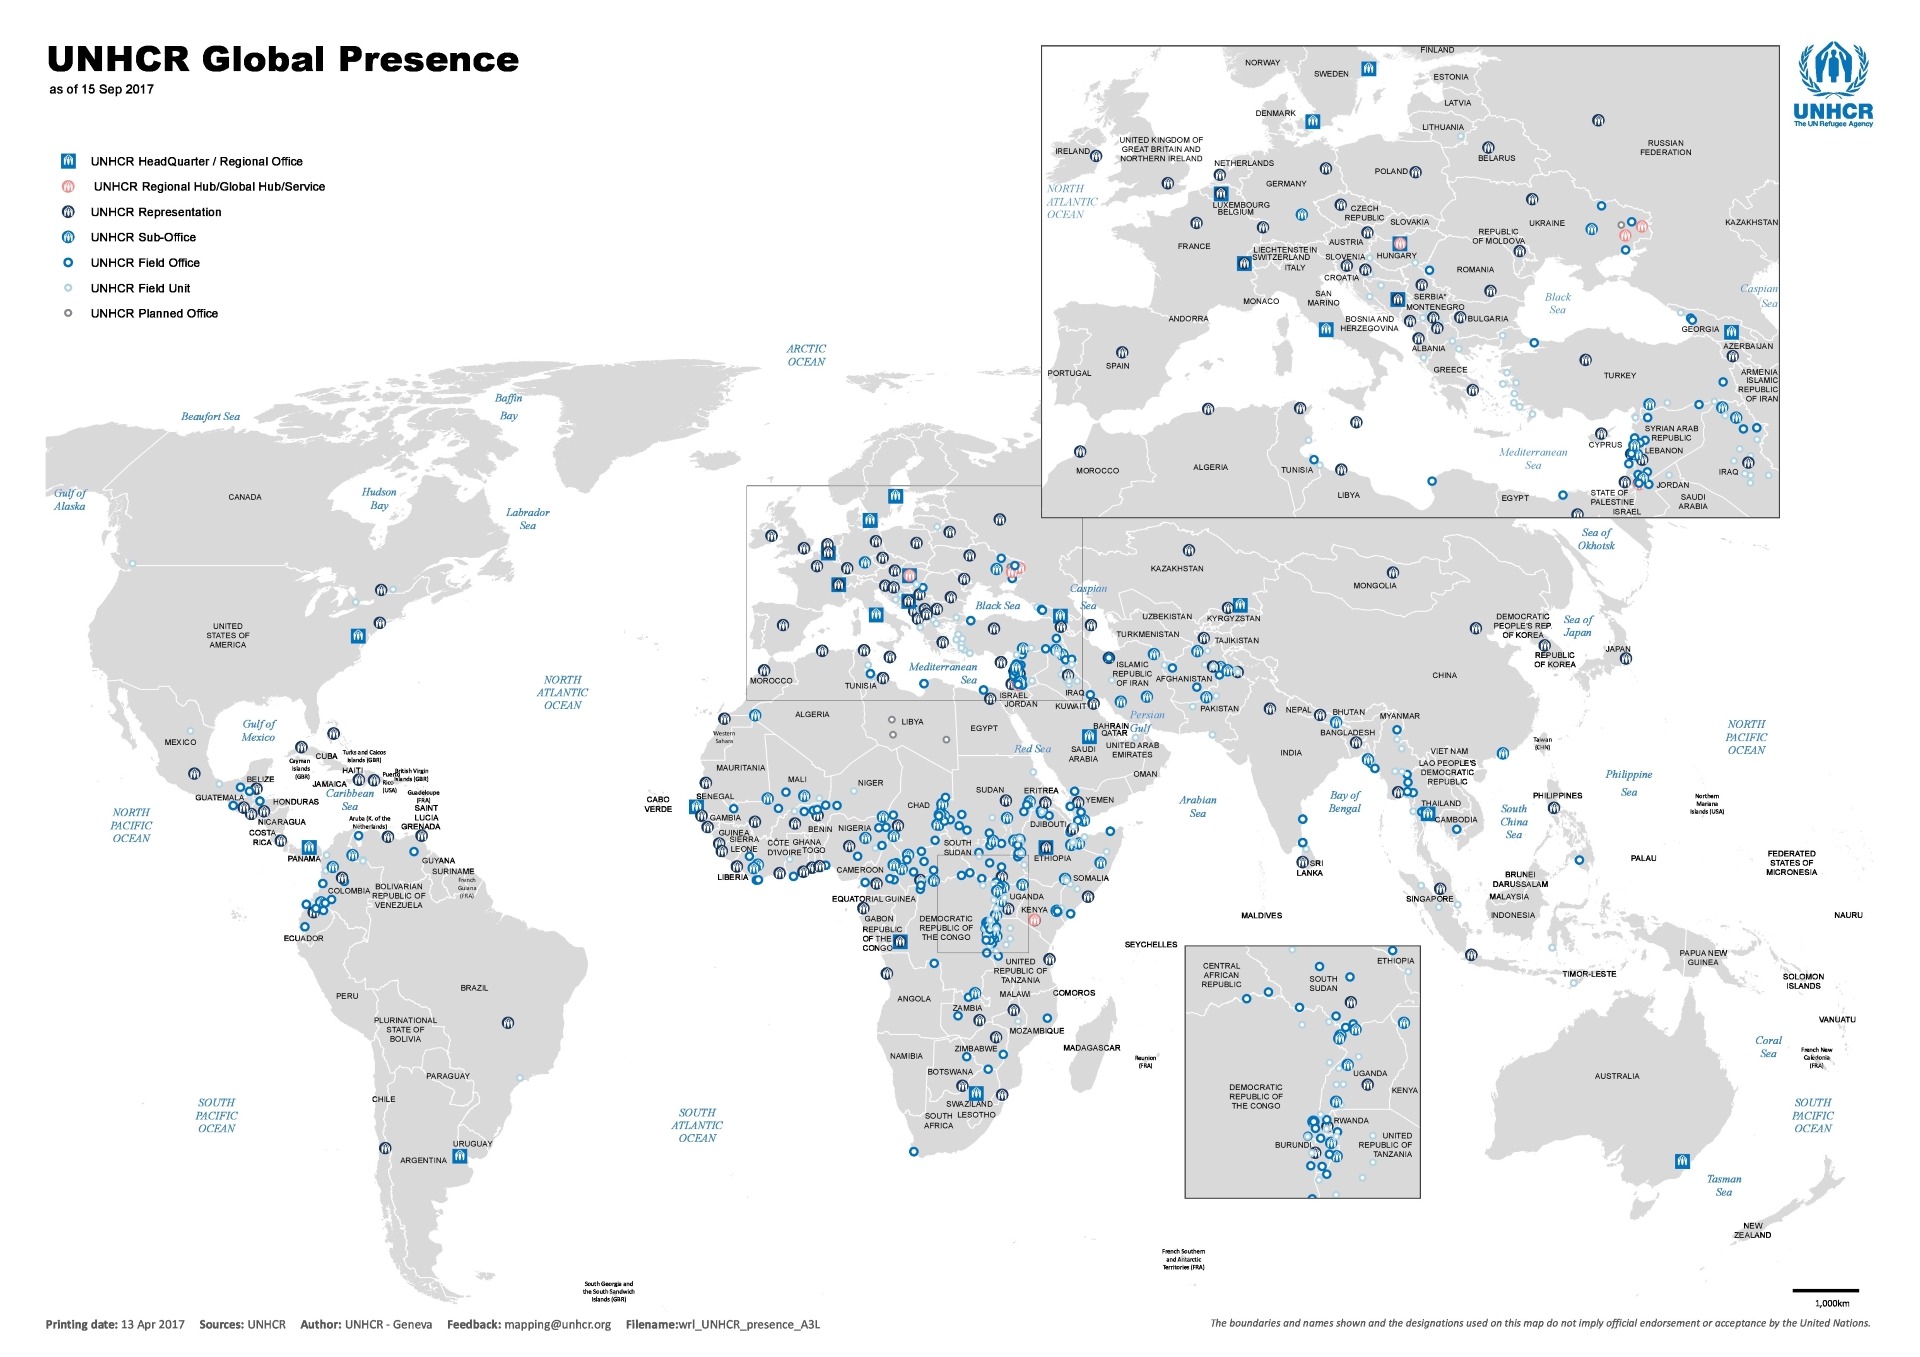 UNHCR Global Presence
as of 15 Sep 2017
UNHCR HeadQuarter / Regional Office
UNHCR Regional Hub/Global Hub/Service
UNHCR Representation
UNHCR Sub-Office
UNHCR Field Office
UNHCR Field Unit
UNHCR Planned Office
UNHCR
The UN Refugee Agency
FINLAND
NORWAY
SWEDEN
ESTONIA
LATVIA
DENMARK
LITHUANIA
UNITED KINGDOM OF
GREAT BRITAIN AND
NORTHERN IRELAND
IRELAND
RUSSIAN
FEDERATION
BELARUS
NETHERLANDS
POLAND
GERMANY
NORTH
ATLANTIC
OCEAN
LUXEMBOURG
BELGIUM
CZECH
REPUBLIC
SLOVAKIA
UKRAINE
KAZAKHSTAN
FRANCE
AUSTRIA
REPUBLIC
OF MOLDOVA
LIECHTENSTEIN
SWITZERLAND
ITALY
SLOVENIA
HUNGARY
CROATIA
ROMANIA
SAN
MARINO
MONACO
SERBIA*
MONTENEGRO
Black
Sea
Caspian
Sea
ANDORRA
BOSNIA AND
HERZEGOVINA
BULGARIA
GEORGIA
ALBANIA
AZERBAIJAN
PORTUGAL
SPAIN
GREECE
TURKEY
ARMENIA
ISLAMIC
REPUBLIC
OF IRAN
SYRIAN ARAB
REPUBLIC
CYPRUS
LEBANON
Mediterranean
Sea
MOROCCO
ALGERIA
TUNISIA
IRAQ
LIBYA
EGYPT
JORDAN
STATE OF
PALESTINE
ISRAEL
SAUDI
ARABIA
ARCTIC
OCEAN
Beaufort Sea
Baffin
Bay
Gulf of
Alaska
CANADA
Hudson
Bay
Labrador
Sea
Sea of
Okhotsk
KAZAKHSTAN
MONGOLIA
Caspian
Sea
Black Sea
UZBEKISTAN
KYRGYZSTAN
TURKMENISTAN
TAJIKISTAN
DEMOCRATIC
PEOPLE'S REP.
OF KOREA
Sea of
Japan
REPUBLIC
OF KOREA
JAPAN
UNITED
STATES OF
AMERICA
NORTH
ATLANTIC
OCEAN
MOROCCO
TUNISIA
Mediterranean
Sea
ISRAEL
JORDAN
IRAQ
KUWAIT
ISLAMIC
REPUBLIC
OF IRAN
AFGHANISTAN
PAKISTAN
CHINA
NEPAL
BHUTAN
BANGLADESH
MYANMAR
INDIA
Gulf of
Mexico
MEXICO
Western
Sahara
ALGERIA
LIBYA
EGYPT
Red Sea
Persian
Gulf
BAHRAIN
QATAR
SAUDI
ARABIA
UNITED ARAB
EMIRATES
OMAN
Taiwan
(CHN)
NORTH
PACIFIC
OCEAN
VIET NAM
LAO PEOPLE'S
DEMOCRATIC
REPUBLIC
CUBA
Cayman
Islands
(GBR)
Turks and Caicos
Islands (GBR)
HAITI
JAMAICA
Puerto
Rico
(USA)
British Virgin
Islands (GBR)
BELIZE
GUATEMALA
HONDURAS
NICARAGUA
Caribbean
Sea
Guadeloupe
(FRA)
SAINT
LUCIA
GRENADA
Aruba (K. of the
Netherlands)
COSTA
RICA
PANAMA
NORTH
PACIFIC
OCEAN
CABO
VERDE
MAURITANIA
MALI
NIGER
SENEGAL
GAMBIA
GUINEA
SIERRA
LEONE
LIBERIA
CÔTE
D'IVOIRE
GHANA
TOGO
BENIN
NIGERIA
CHAD
SUDAN
ERITREA
YEMEN
DJIBOUTI
SOUTH
SUDAN
ETHIOPIA
CAMEROON
SOMALIA
Arabian
Sea
Bay of
Bengal
THAILAND
CAMBODIA
South
China
Sea
PHILIPPINES
Philippine
Sea
Northern
Mariana
Islands (USA)
SRI
LANKA
PALAU
FEDERATED
STATES OF
MICRONESIA
BRUNEI
DARUSSALAM
MALAYSIA
SINGAPORE
INDONESIA
MALDIVES
NAURU
GUYANA
SURINAME
French
Guiana
(FRA)
COLOMBIA
BOLIVARIAN
REPUBLIC OF
VENEZUELA
ECUADOR
EQUATORIAL GUINEA
GABON
REPUBLIC
OF THE
CONGO
DEMOCRATIC
REPUBLIC OF
THE CONGO
UGANDA
KENYA
UNITED
REPUBLIC OF
TANZANIA
SEYCHELLES
COMOROS
PAPUA NEW
GUINEA
TIMOR-LESTE
SOLOMON
ISLANDS
VANUATU
French New
Caledonia
(FRA)
Coral
Sea
PERU
BRAZIL
PLURINATIONAL
STATE OF
BOLIVIA
PARAGUAY
CHILE
URUGUAY
ARGENTINA
SOUTH
PACIFIC
OCEAN
SOUTH
ATLANTIC
OCEAN
ANGOLA
ZAMBIA
MALAWI
MOZAMBIQUE
ZIMBABWE
NAMIBIA
BOTSWANA
MADAGASCAR
Reunion
(FRA)
SWAZILAND
LESOTHO
SOUTH
AFRICA
CENTRAL
AFRICAN
REPUBLIC
SOUTH
SUDAN
ETHIOPIA
UGANDA
DEMOCRATIC
REPUBLIC OF
THE CONGO
KENYA
RWANDA
BURUNDI
UNITED
REPUBLIC OF
TANZANIA
AUSTRALIA
SOUTH
PACIFIC
OCEAN
Tasman
Sea
NEW
ZEALAND
French Southern
and Antarctic
Territories (FRA)
South Georgia and
the South Sandwich
Islands (GBR)
1,000km
Printing date: 13 Apr 2017 Sources: UNHCR Author: UNHCR - Geneva Feedback: mapping@unhcr.org Filename:wrl_UNHCR_presence_A3L
The boundaries and names shown and the designations used on this map do not imply official endorsement or acceptance by the United Nations.